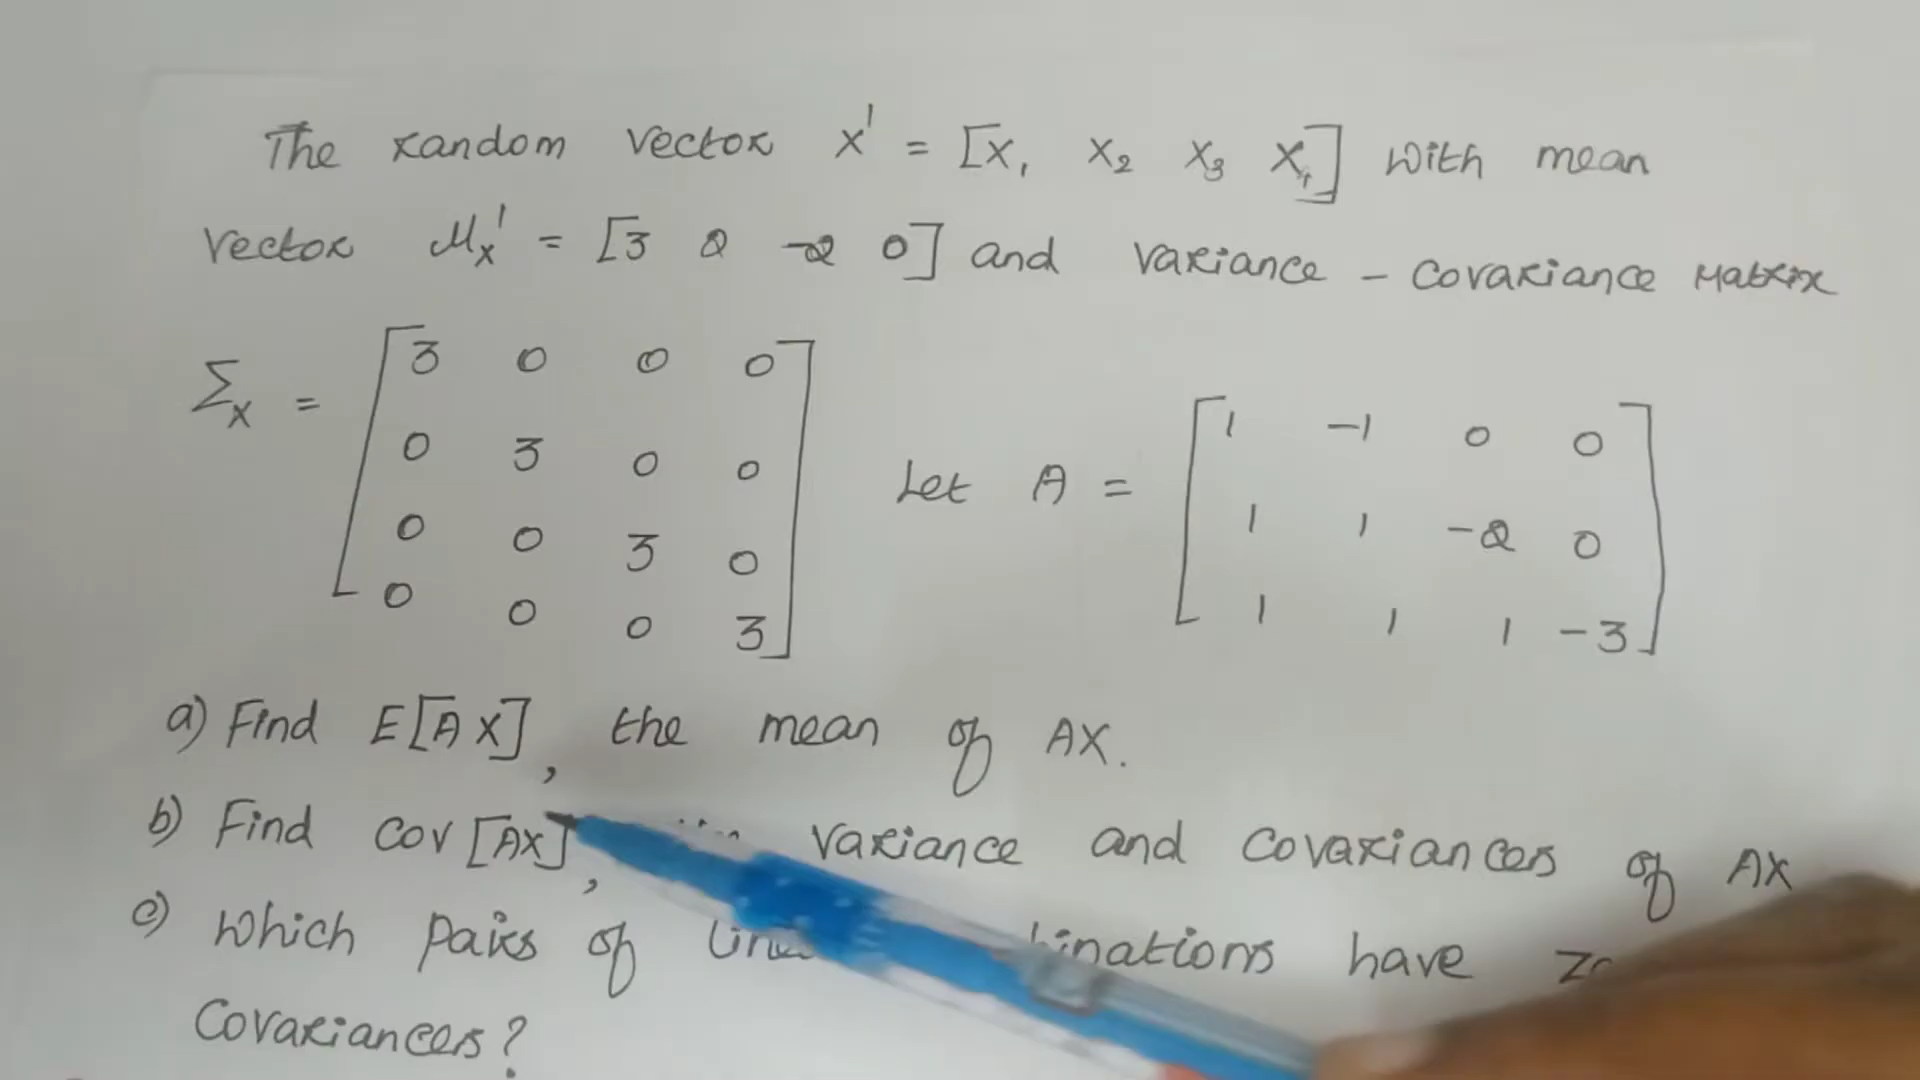 The random vector X' = [X1 X2 X3 X4] with mean
vector μx' = [3 2 -2 0] and variance - covariance Matrix
Σx = [3 0 0 0
0 3 0 0
0 0 3 0
0 0 0 3]
Let A = [1 -1 0 0
1 1 -2 0
1 1 1 -3]
a) Find E[AX], the mean of AX.
b) Find cov [AX], variance and covariances of AX
c) which pairs of have
covariances?